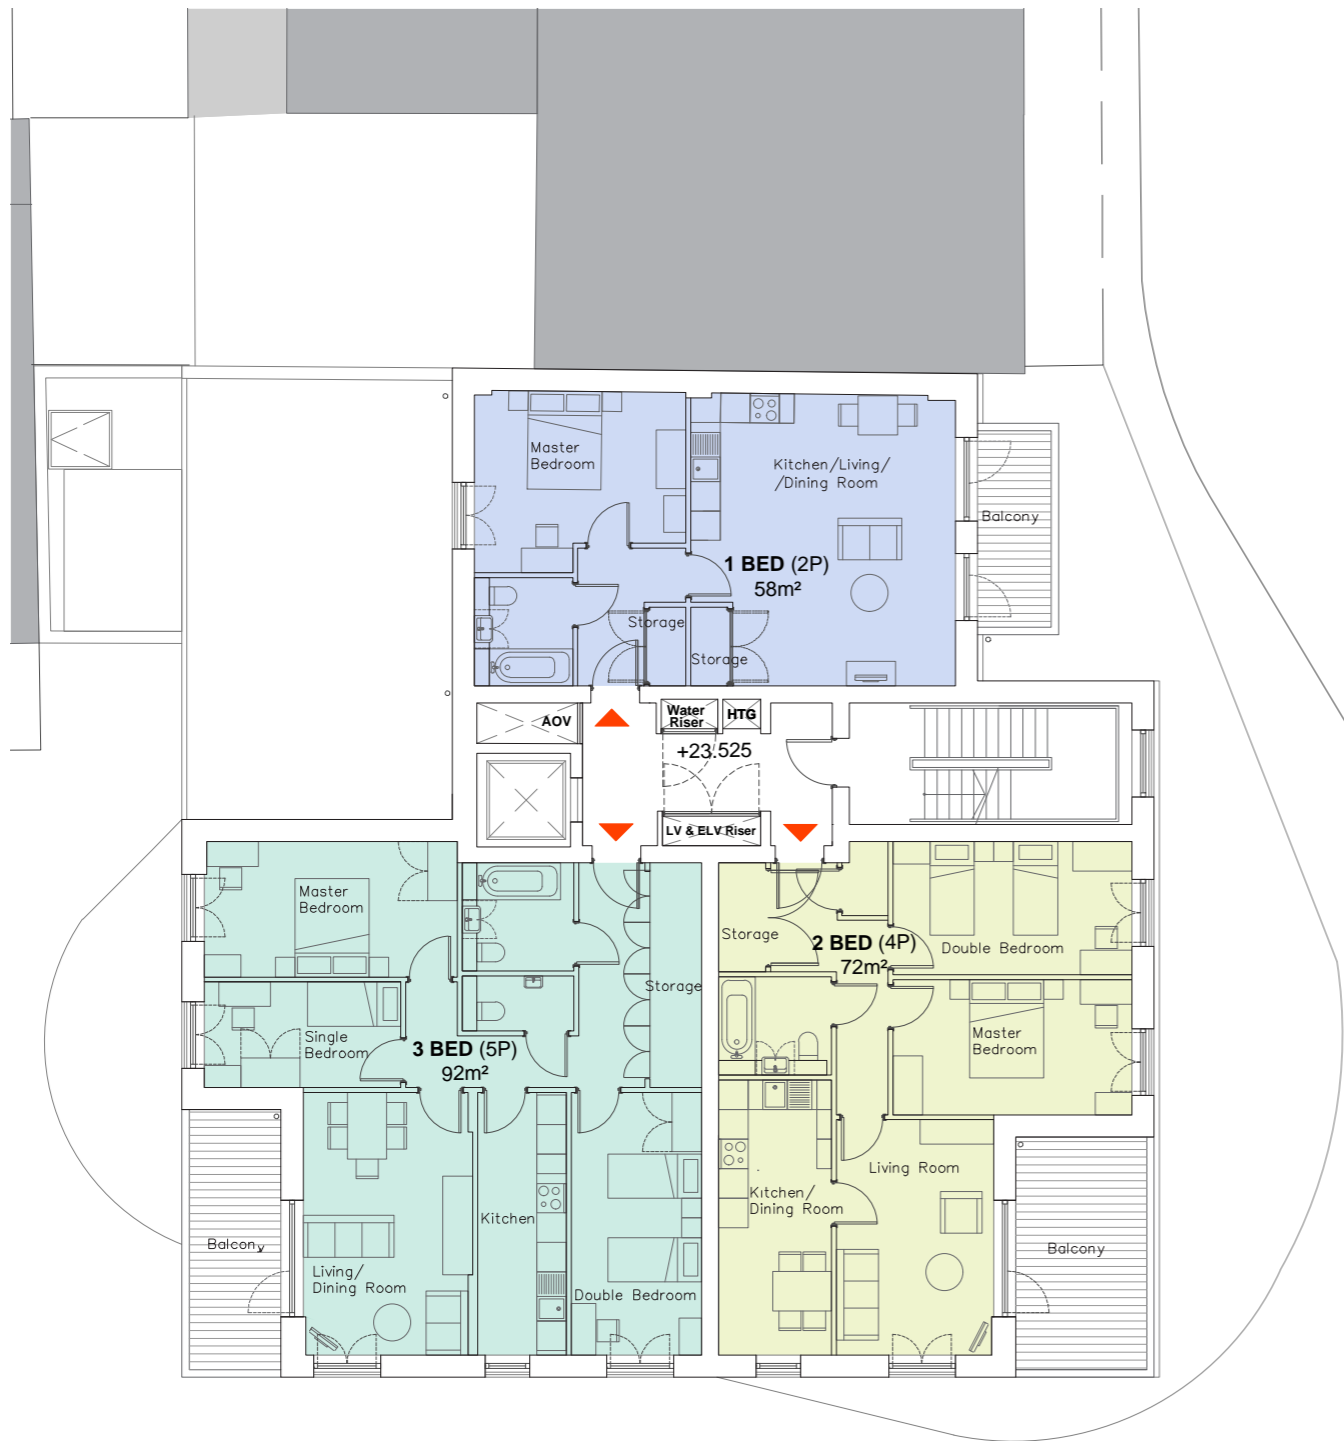 Master
Bedroom
Kitchen/Living/
/Dining Room
Balcony
1 BED (2P)
58m²
Storage
Storage
AOV
Water
Riser
HTG
+23.525
LV & ELV Riser
Master
Bedroom
Storage
Single
Bedroom
3 BED (5P)
92m²
Balcony
Living/
Dining Room
Kitchen
Double Bedroom
Storage
2 BED (4P)
72m²
Double Bedroom
Master
Bedroom
Living Room
Kitchen/
Dining Room
Balcony